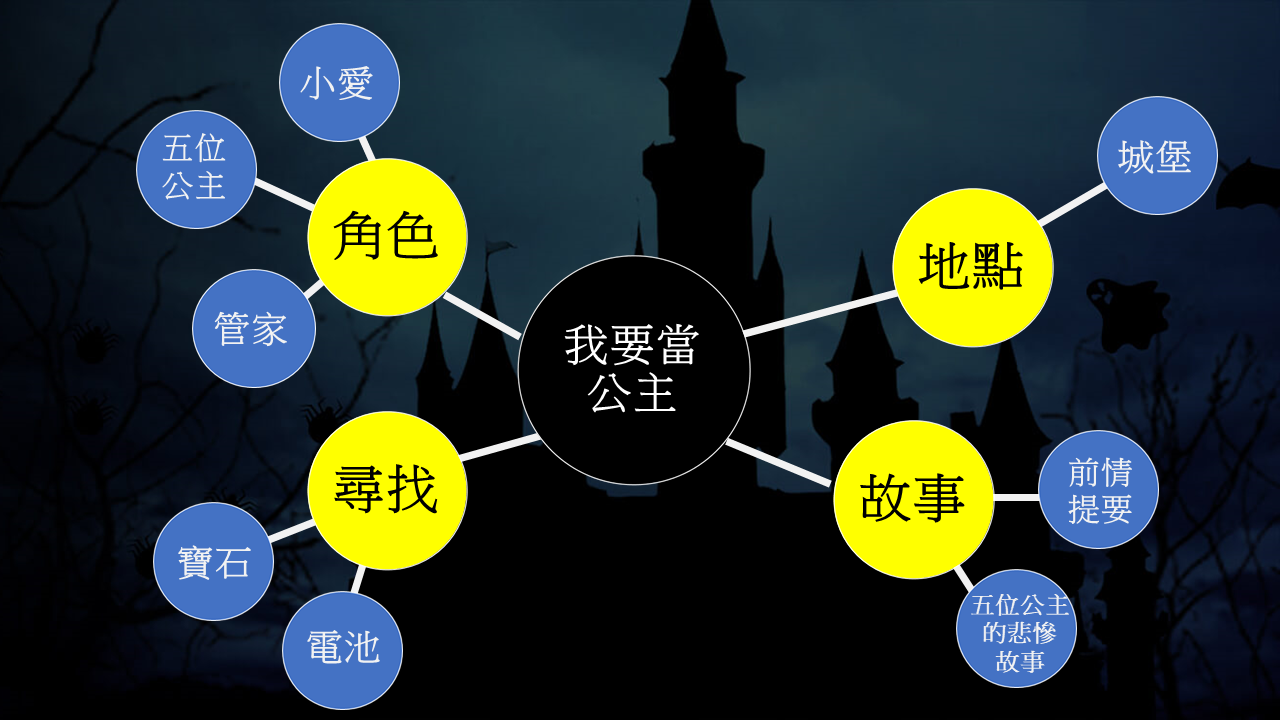 小愛
五位
公主
角色
管家
城堡
地點
我要當
公主
尋找
寶石
電池
故事
前情
提要
五位公主
的悲慘
故事